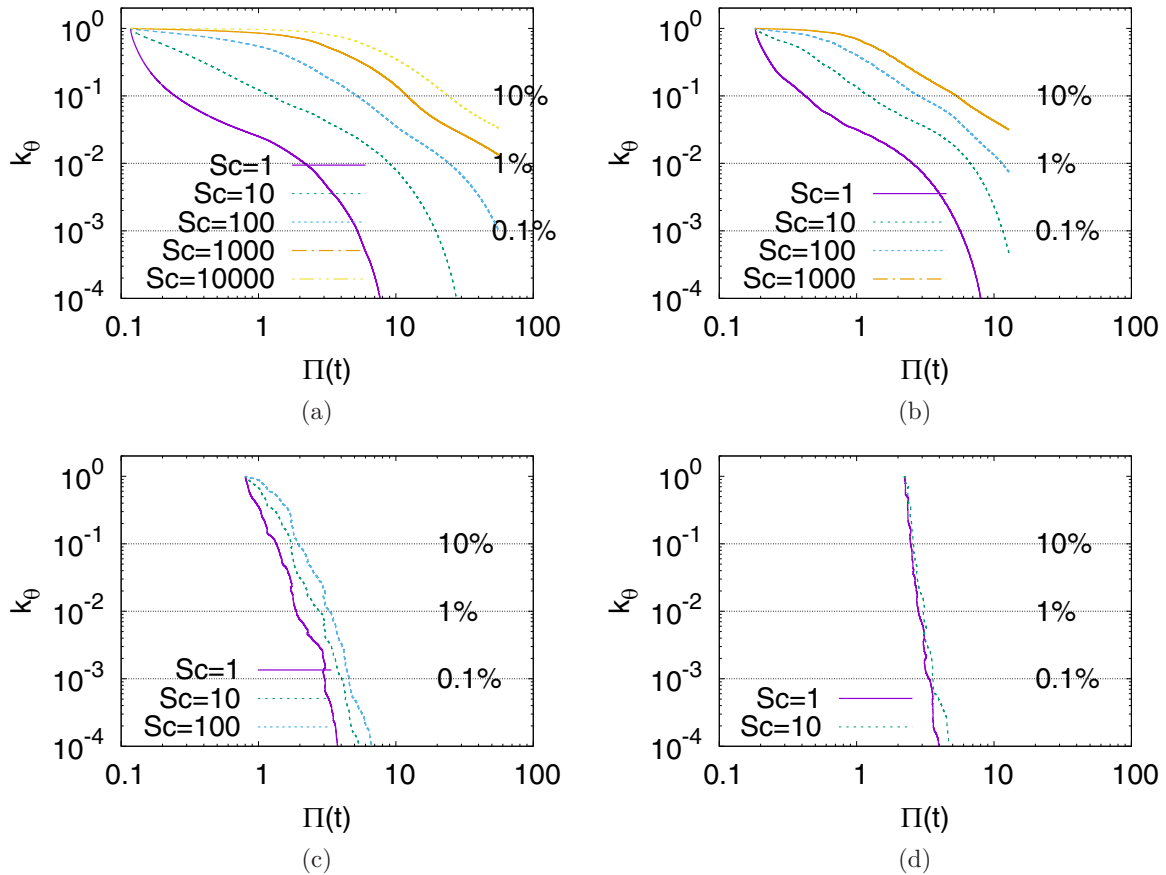 10^0
10^-1
10^-2
10^-3
10^-4
k_θ
10%
1%
0.1%
Sc=1
Sc=10
Sc=100
Sc=1000
Sc=10000
0.1 1 10 100
Π(t)
(a)
10^0
10^-1
10^-2
10^-3
10^-4
k_θ
10%
1%
0.1%
Sc=1
Sc=10
Sc=100
Sc=1000
0.1 1 10 100
Π(t)
(b)
10^0
10^-1
10^-2
10^-3
10^-4
k_θ
10%
1%
0.1%
Sc=1
Sc=10
Sc=100
0.1 1 10 100
Π(t)
(c)
10^0
10^-1
10^-2
10^-3
10^-4
k_θ
10%
1%
0.1%
Sc=1
Sc=10
0.1 1 10 100
Π(t)
(d)